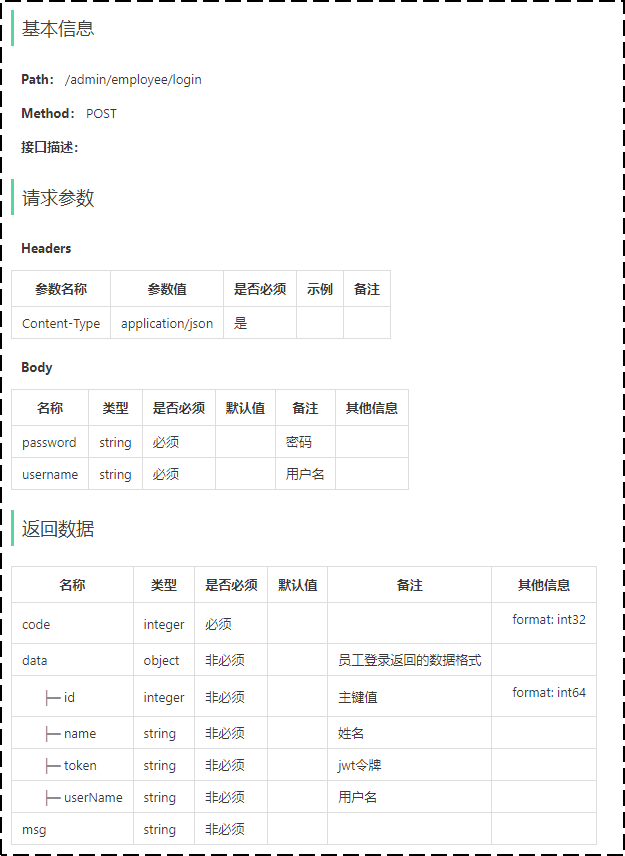 基本信息
Path： /admin/employee/login
Method： POST
接口描述：
请求参数
Headers
参数名称 参数值 是否必须 示例 备注
Content-Type application/json 是
Body
名称 类型 是否必须 默认值 备注 其他信息
password string 必须 密码
username string 必须 用户名
返回数据
名称 类型 是否必须 默认值 备注 其他信息
code integer 必须 format: int32
data object 非必须 员工登录返回的数据格式
├─ id integer 非必须 主键值 format: int64
├─ name string 非必须 姓名
├─ token string 非必须 jwt令牌
├─ userName string 非必须 用户名
msg string 非必须